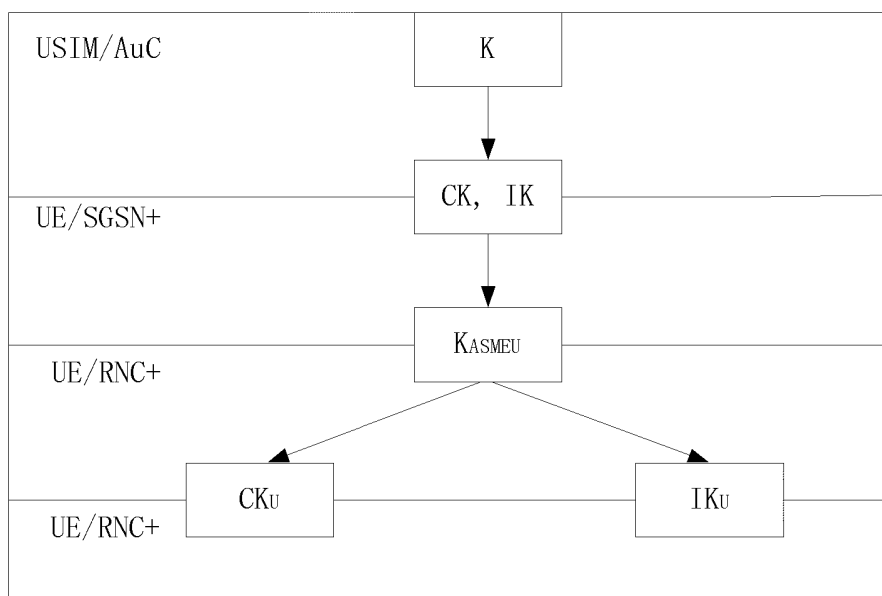 USIM/AuC
K
CK, IK
UE/SGSN+
KASMEU
UE/RNC+
CKU
IKU
UE/RNC+